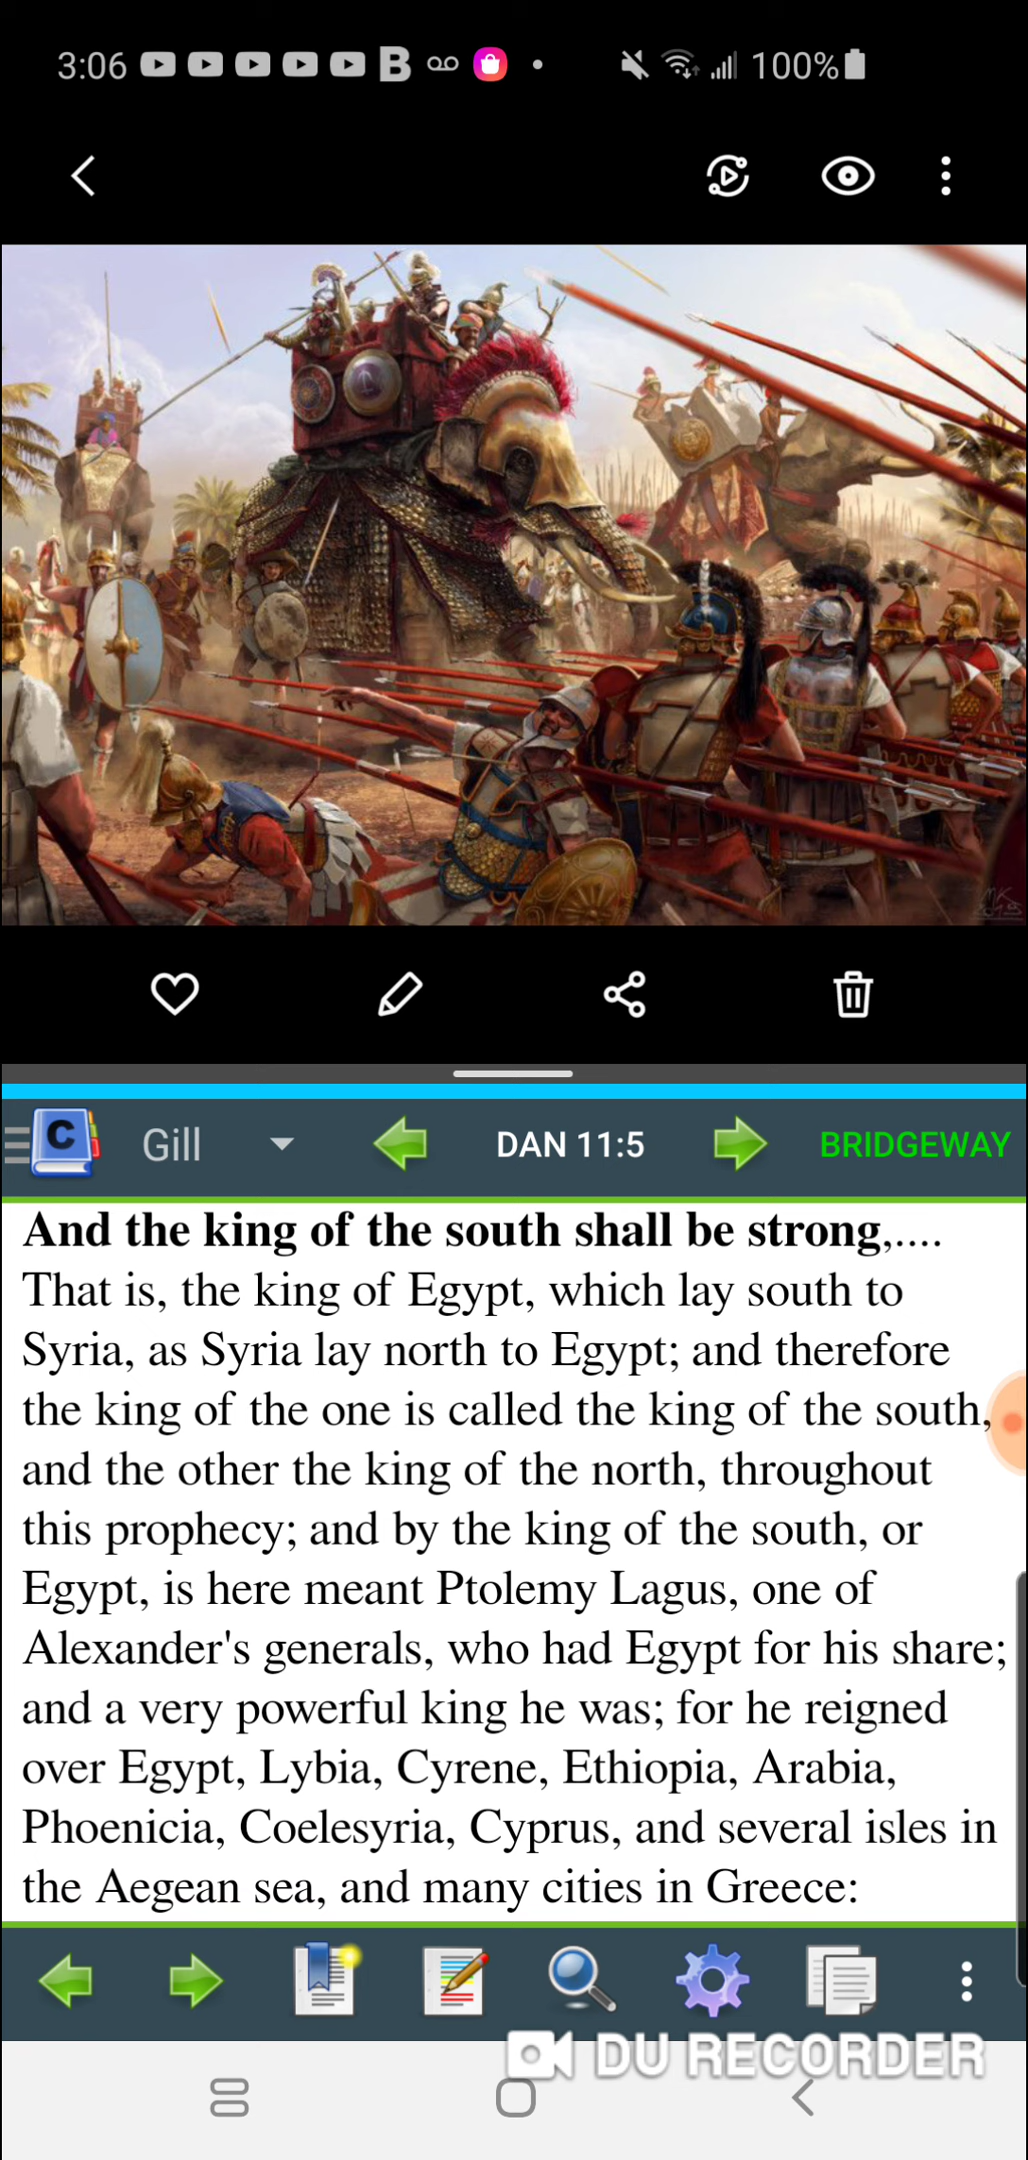 3:06 B 100%
Gill DAN 11:5 BRIDGEWAY
C
And the king of the south shall be strong,....
That is, the king of Egypt, which lay south to
Syria, as Syria lay north to Egypt; and therefore
the king of the one is called the king of the south,
and the other the king of the north, throughout
this prophecy; and by the king of the south, or
Egypt, is here meant Ptolemy Lagus, one of
Alexander's generals, who had Egypt for his share;
and a very powerful king he was; for he reigned
over Egypt, Lybia, Cyrene, Ethiopia, Arabia,
Phoenicia, Coelesyria, Cyprus, and several isles in
the Aegean sea, and many cities in Greece:
DU RECORDER